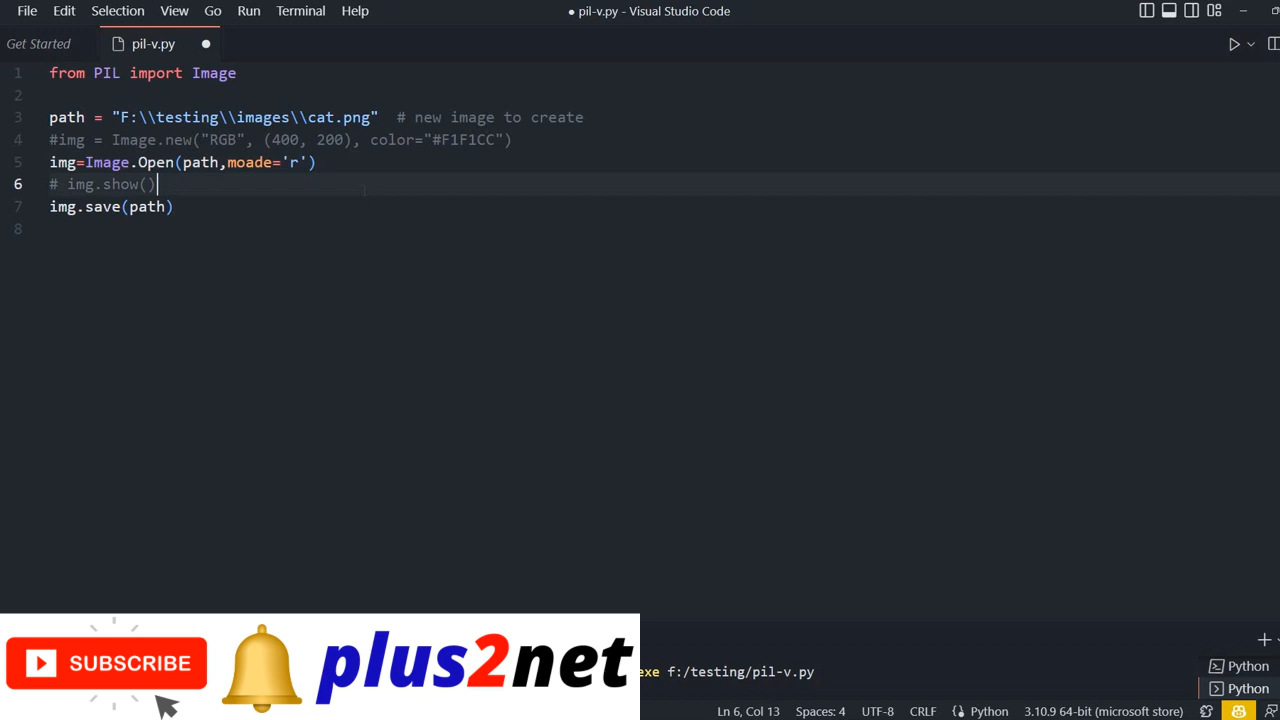 File Edit Selection View Go Run Terminal Help ● pil-v.py - Visual Studio Code
Get Started pil-v.py
1 from PIL import Image
2
3 path = "F:\\testing\\images\\cat.png"  # new image to create
4 #img = Image.new("RGB", (400, 200), color="#F1F1CC")
5 img=Image.Open(path,moade='r')
6 # img.show()
7 img.save(path)
8
SUBSCRIBE
plus2net
exe f:/testing/pil-v.py
Python
Python
Ln 6, Col 13 Spaces: 4 UTF-8 CRLF Python 3.10.9 64-bit (microsoft store)